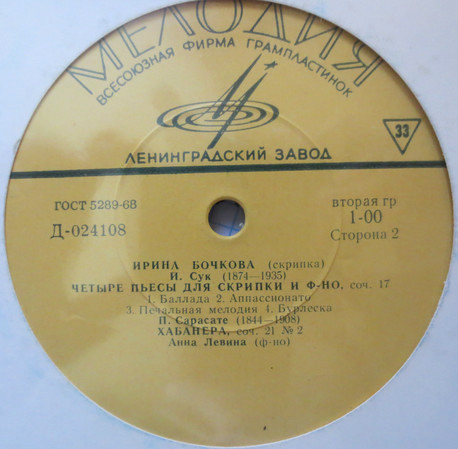 МЕЛОДИЯ
ВСЕСОЮЗНАЯ ФИРМА ГРАМПЛАСТИНОК
33
ЛЕНИНГРАДСКИЙ ЗАВОД
ГОСТ 5289-68
вторая гр
Д-024108
1-00
Сторона 2
ИРИНА БОЧКОВА (скрипка)
И. Сук (1874—1935)
ЧЕТЫРЕ ПЬЕСЫ ДЛЯ СКРИПКИ И Ф-НО, соч. 17
1. Баллада 2. Аппассионато
3. Печальная мелодия 4. Бурлеска
П. Сарасате (1844—1908)
ХАБАНЕРА, соч. 21 № 2
Анна Левина (ф-но)